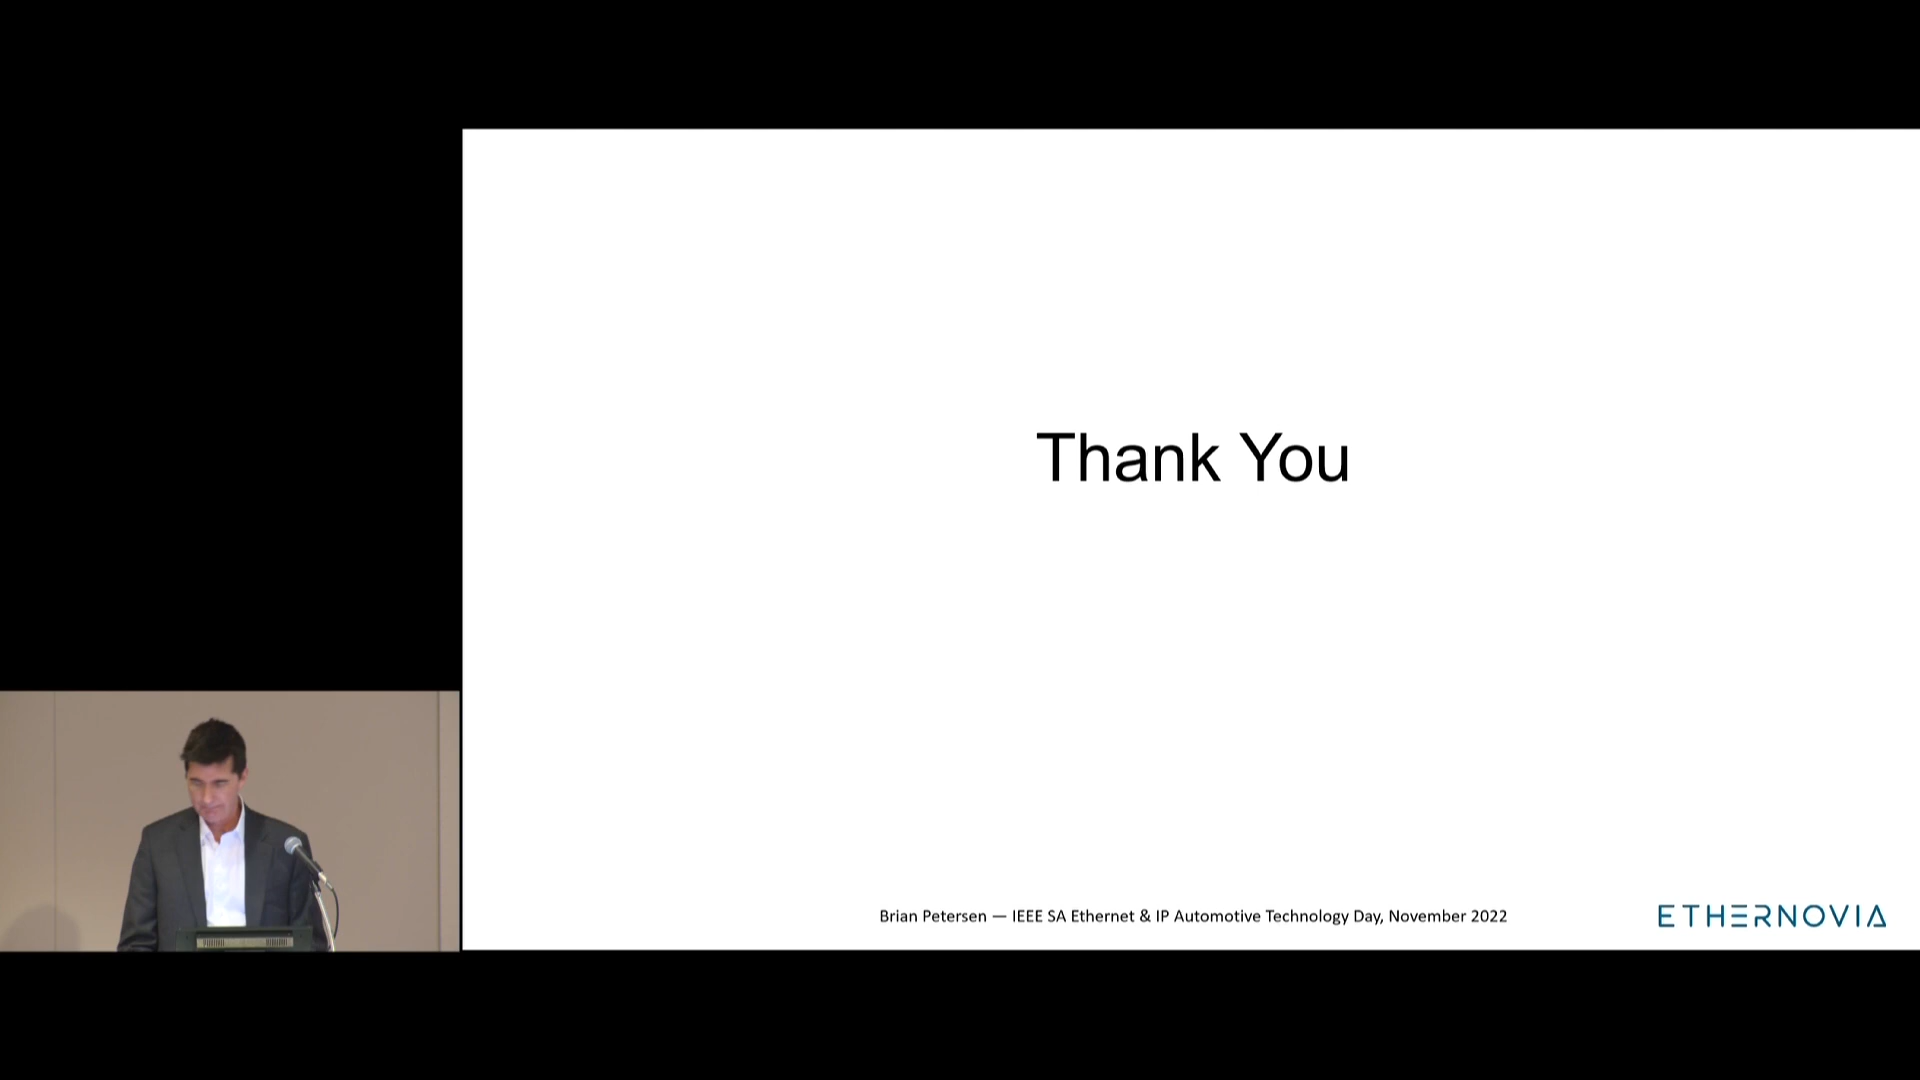 Thank You
Brian Petersen — IEEE SA Ethernet & IP Automotive Technology Day, November 2022
ETHERNOVIA